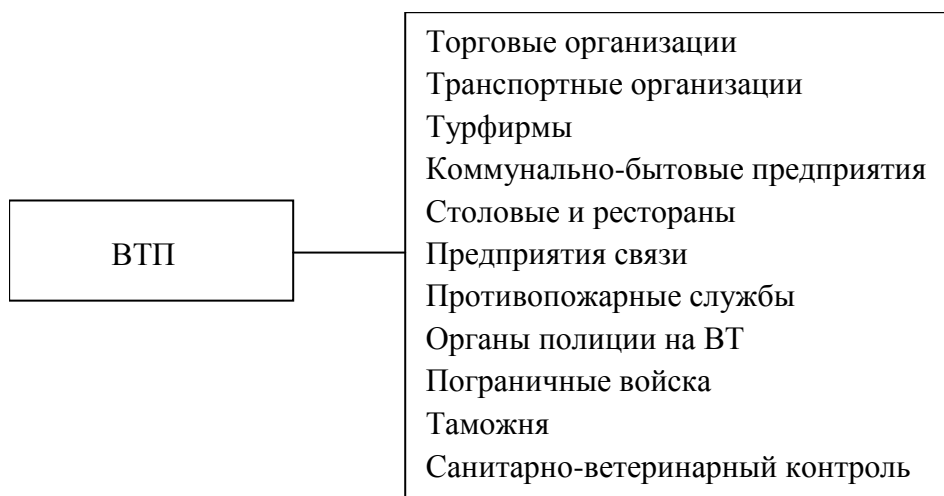 Торговые организации
Транспортные организации
Турфирмы
Коммунально-бытовые предприятия
Столовые и рестораны
ВТП
Предприятия связи
Противопожарные службы
Органы полиции на ВТ
Пограничные войска
Таможня
Санитарно-ветеринарный контроль